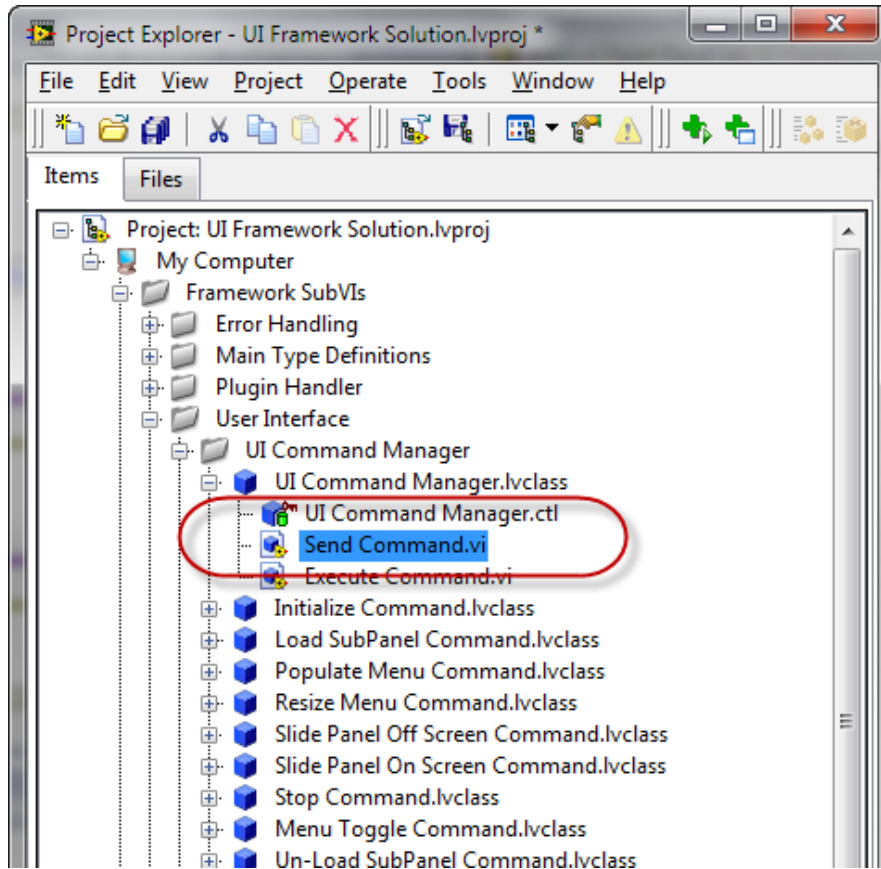 Project Explorer - UI Framework Solution.lvproj *
File Edit View Project Operate Tools Window Help
Items Files
Project: UI Framework Solution.lvproj
My Computer
Framework SubVIs
Error Handling
Main Type Definitions
Plugin Handler
User Interface
UI Command Manager
UI Command Manager.lvclass
UI Command Manager.ctl
Send Command.vi
Execute Command.vi
Initialize Command.lvclass
Load SubPanel Command.lvclass
Populate Menu Command.lvclass
Resize Menu Command.lvclass
Slide Panel Off Screen Command.lvclass
Slide Panel On Screen Command.lvclass
Stop Command.lvclass
Menu Toggle Command.lvclass
Un-Load SubPanel Command.lvclass